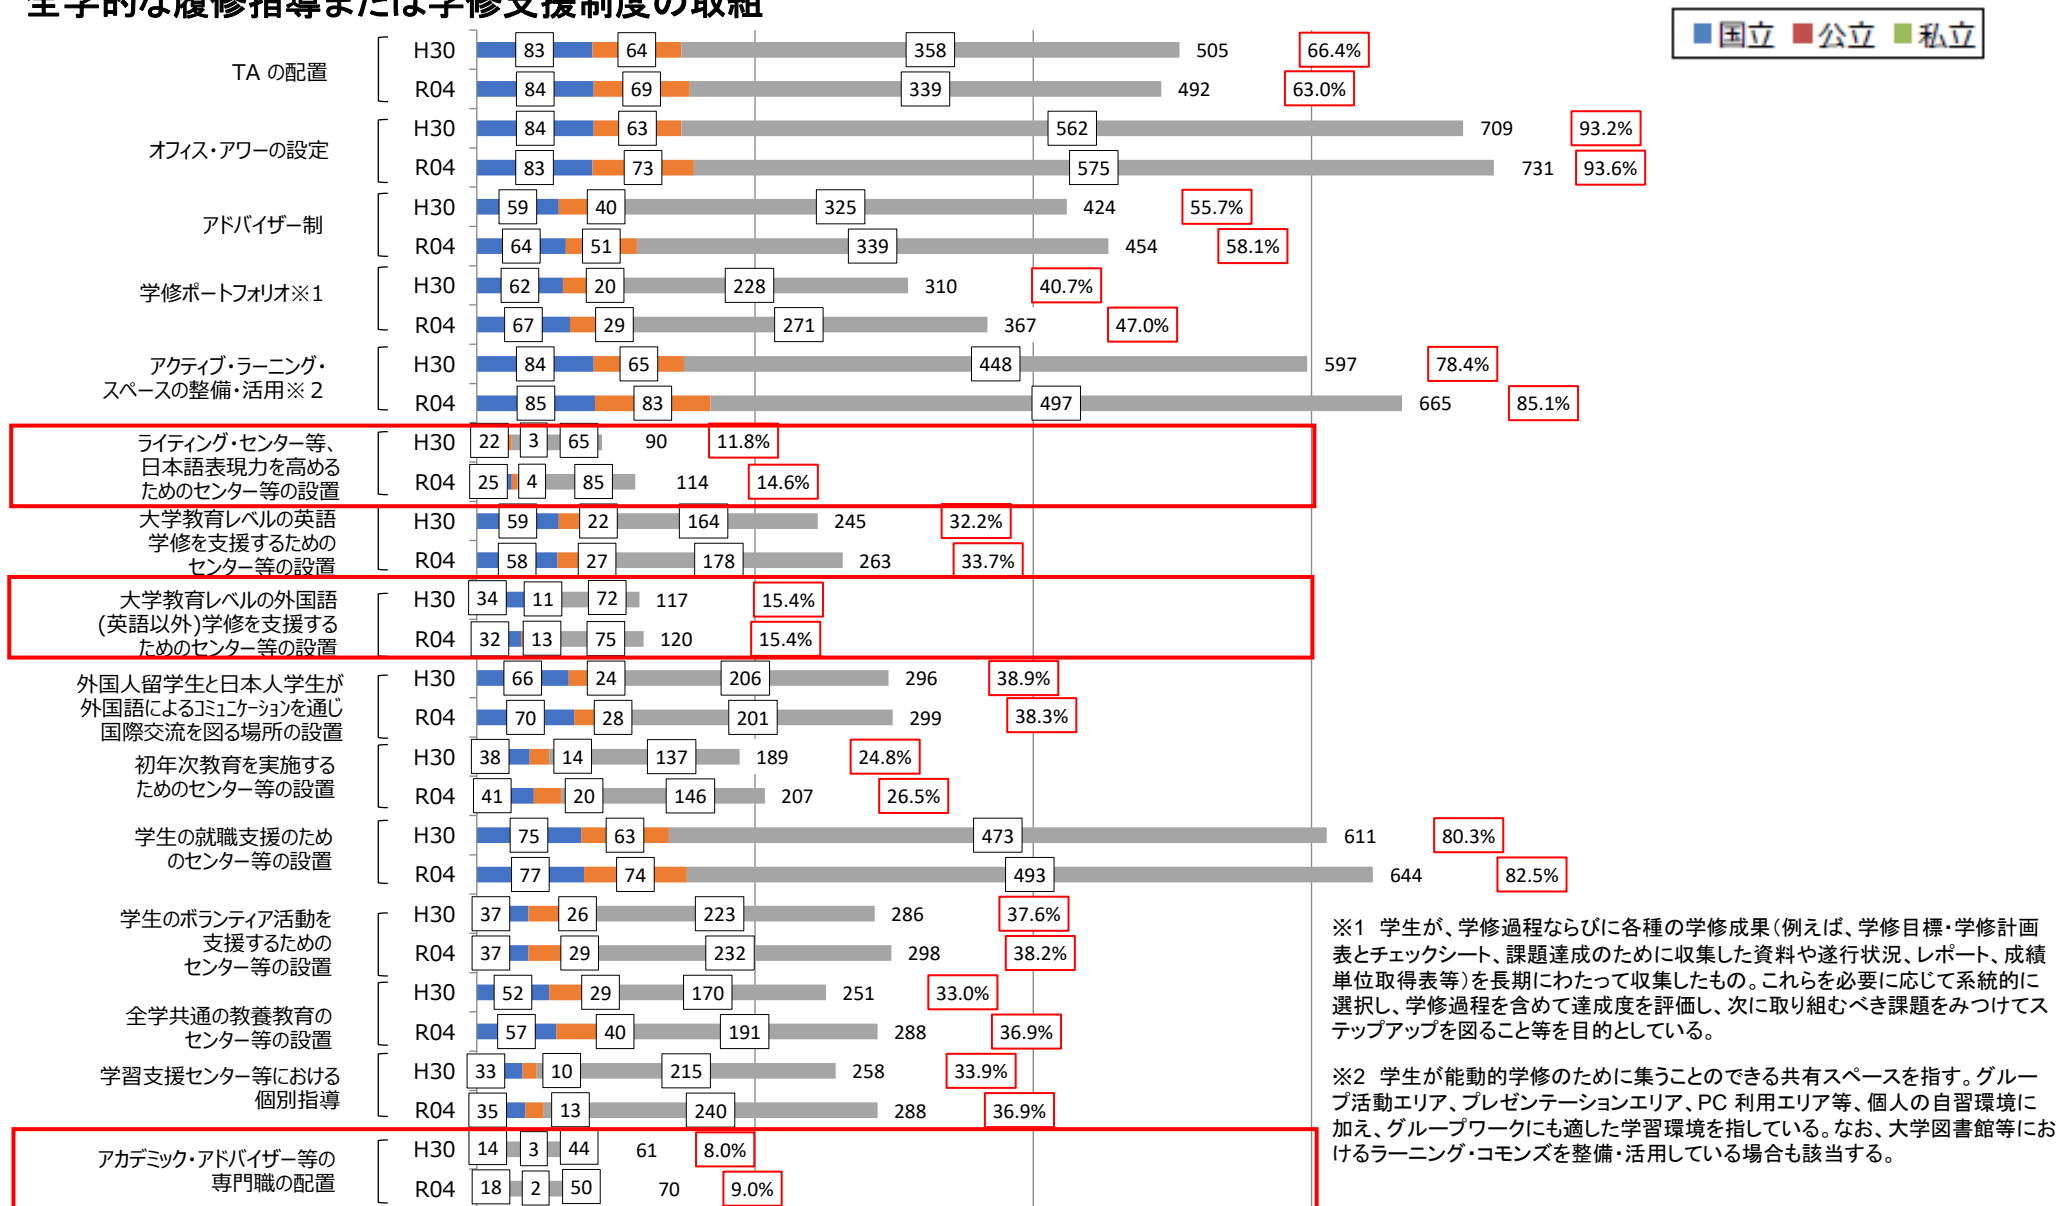 全学的な履修指導または学修支援制度の取組
国立 公立 私立
TA の配置
H30 83 64 358 505 66.4%
R04 84 69 339 492 63.0%
オフィス・アワーの設定
H30 84 63 562 709 93.2%
R04 83 73 575 731 93.6%
アドバイザー制
H30 59 40 325 424 55.7%
R04 64 51 339 454 58.1%
学修ポートフォリオ※1
H30 62 20 228 310 40.7%
R04 67 29 271 367 47.0%
アクティブ・ラーニング・
スペースの整備・活用※２
H30 84 65 448 597 78.4%
R04 85 83 497 665 85.1%
ライティング・センター等、
日本語表現力を高める
ためのセンター等の設置
H30 22 3 65 90 11.8%
R04 25 4 85 114 14.6%
大学教育レベルの英語
学修を支援するための
センター等の設置
H30 59 22 164 245 32.2%
R04 58 27 178 263 33.7%
大学教育レベルの外国語
(英語以外)学修を支援する
ためのセンター等の設置
H30 34 11 72 117 15.4%
R04 32 13 75 120 15.4%
外国人留学生と日本人学生が
外国語によるコミュニケーションを通じ
国際交流を図る場所の設置
H30 66 24 206 296 38.9%
R04 70 28 201 299 38.3%
初年次教育を実施する
ためのセンター等の設置
H30 38 14 137 189 24.8%
R04 41 20 146 207 26.5%
学生の就職支援のため
のセンター等の設置
H30 75 63 473 611 80.3%
R04 77 74 493 644 82.5%
学生のボランティア活動を
支援するための
センター等の設置
H30 37 26 223 286 37.6%
R04 37 29 232 298 38.2%
全学共通の教養教育の
センター等の設置
H30 52 29 170 251 33.0%
R04 57 40 191 288 36.9%
学習支援センター等における
個別指導
H30 33 10 215 258 33.9%
R04 35 13 240 288 36.9%
アカデミック・アドバイザー等の
専門職の配置
H30 14 3 44 61 8.0%
R04 18 2 50 70 9.0%
※1　学生が、学修過程ならびに各種の学修成果（例えば、学修目標・学修計画
表とチェックシート、課題達成のために収集した資料や遂行状況、レポート、成績
単位取得表等）を長期にわたって収集したもの。これらを必要に応じて系統的に
選択し、学修過程を含めて達成度を評価し、次に取り組むべき課題をみつけてス
テップアップを図ること等を目的としている。
※2　学生が能動的学修のために集うことのできる共有スペースを指す。グルー
プ活動エリア、プレゼンテーションエリア、PC 利用エリア等、個人の自習環境に
加え、グループワークにも適した学習環境を指している。なお、大学図書館等にお
けるラーニング・コモンズを整備・活用している場合も該当する。